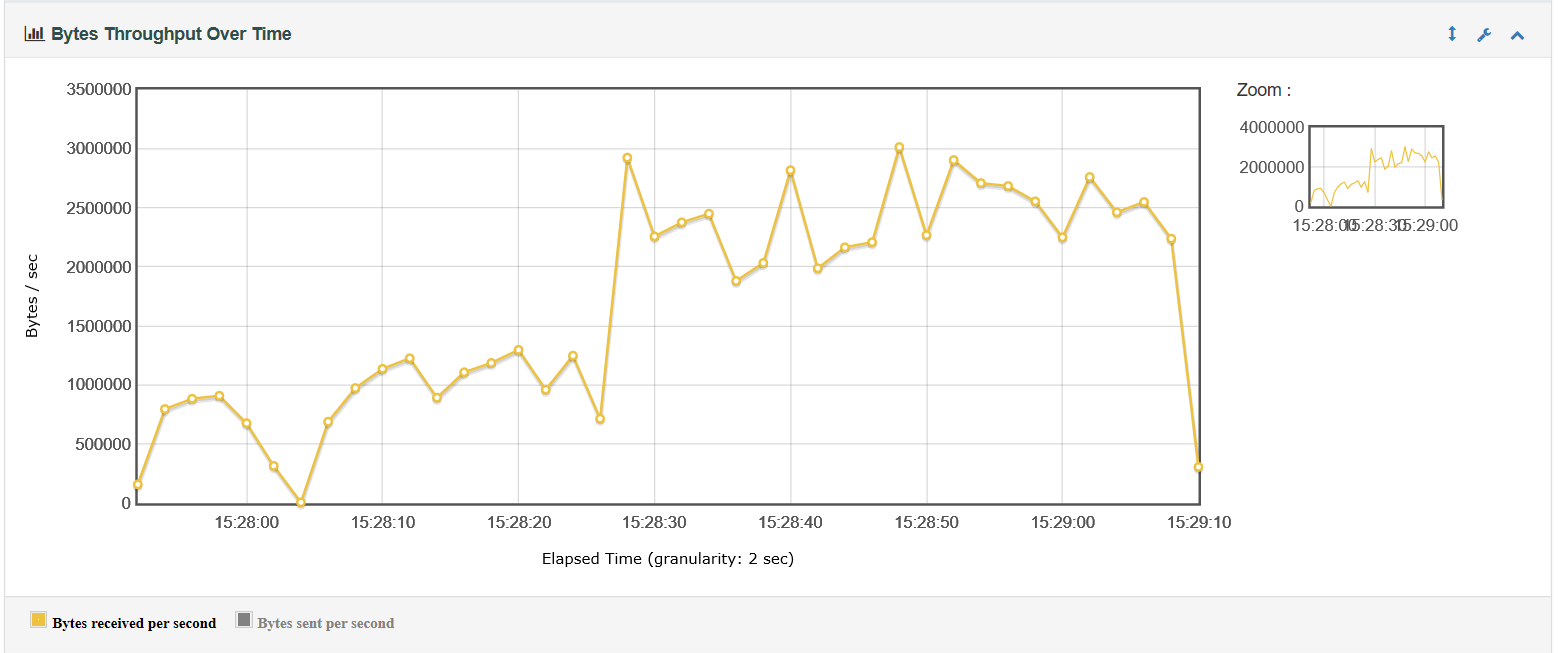 Bytes Throughput Over Time
Zoom :
3500000
3000000
2500000
2000000
1500000
1000000
500000
0
Bytes / sec
15:28:00 15:28:10 15:28:20 15:28:30 15:28:40 15:28:50 15:29:00 15:29:10
Elapsed Time (granularity: 2 sec)
4000000
2000000
0
15:28:00 15:28:30 15:29:00
Bytes received per second Bytes sent per second